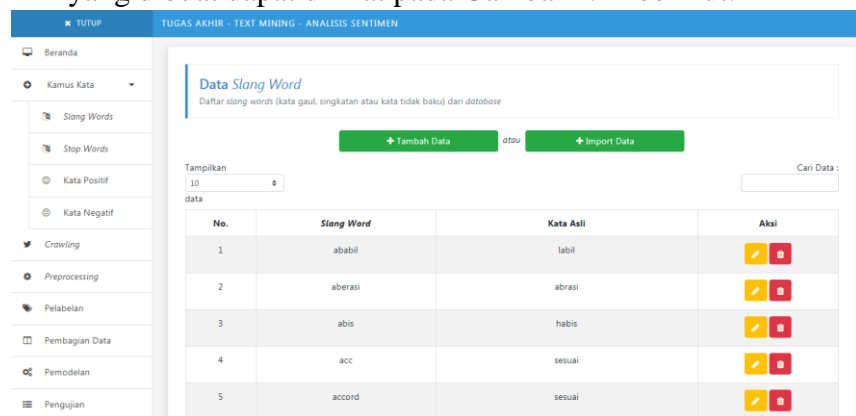 TUTUP
TUGAS AKHIR - TEXT MINING - ANALISIS SENTIMEN
Beranda
Kamus Kata
Slang Words
Stop Words
Kata Positif
Kata Negatif
Crawling
Preprocessing
Pelabelan
Pembagian Data
Pemodelan
Pengujian
Data Slang Word
Daftar slang words (kata gaul, singkatan atau kata tidak baku) dari database
Tambah Data atau Import Data
Tampilkan
10
data
Cari Data :
No. Slang Word Kata Asli Aksi
1 ababil labil
2 aberasi abrasi
3 abis habis
4 acc sesuai
5 accord sesuai